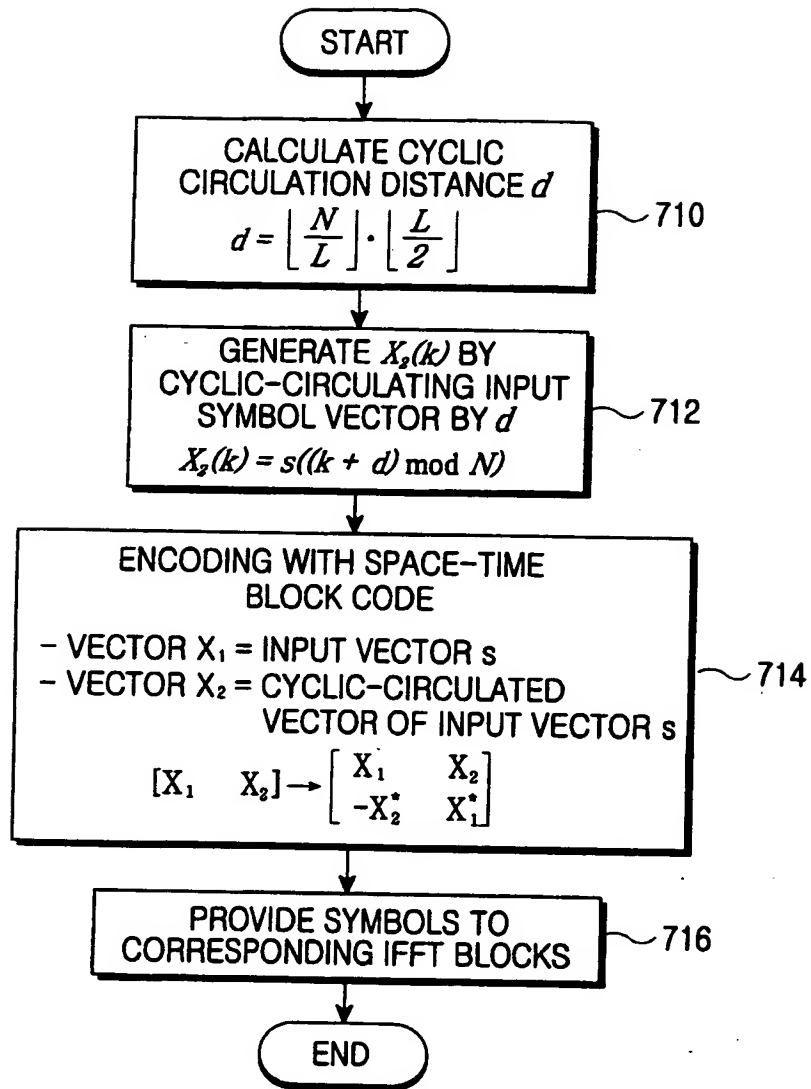 START
CALCULATE CYCLIC
CIRCULATION DISTANCE d
d = ⌊N/L⌋ · ⌊L/2⌋
710
GENERATE X₂(k) BY
CYCLIC-CIRCULATING INPUT
SYMBOL VECTOR BY d
X₂(k) = s((k + d) mod N)
712
ENCODING WITH SPACE-TIME
BLOCK CODE
- VECTOR X₁ = INPUT VECTOR s
- VECTOR X₂ = CYCLIC-CIRCULATED
VECTOR OF INPUT VECTOR s
[X₁ X₂] → [X₁ X₂
-X₂* X₁*]
714
PROVIDE SYMBOLS TO
CORRESPONDING IFFT BLOCKS
716
END